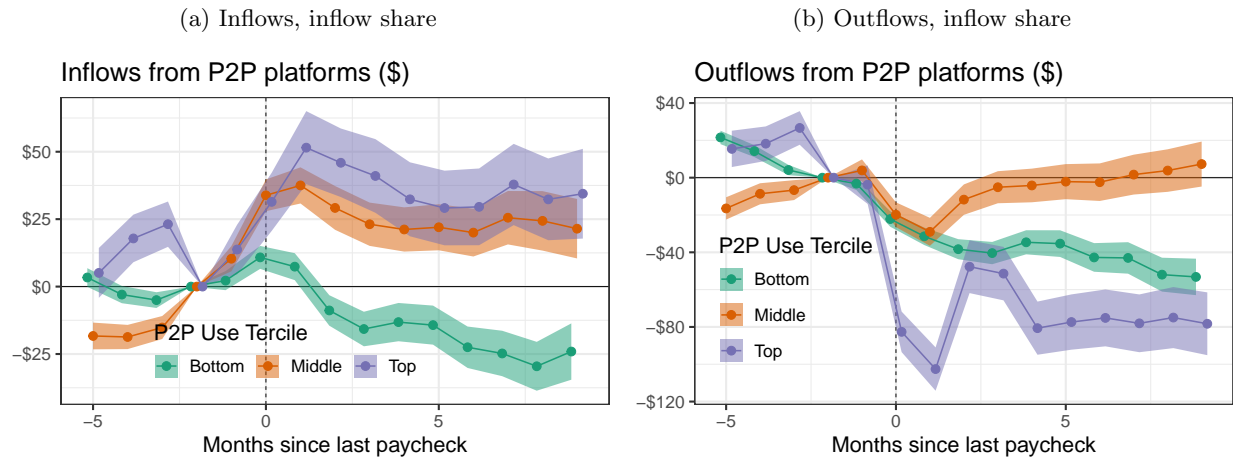 (a) Inflows, inflow share
Inflows from P2P platforms ($)
$50
$25
$0
−$25
P2P Use Tercile
Bottom Middle Top
−5 0 5
Months since last paycheck
(b) Outflows, inflow share
Outflows from P2P platforms ($)
$40
$0
−$40
−$80
−$120
P2P Use Tercile
Bottom
Middle
Top
−5 0 5
Months since last paycheck